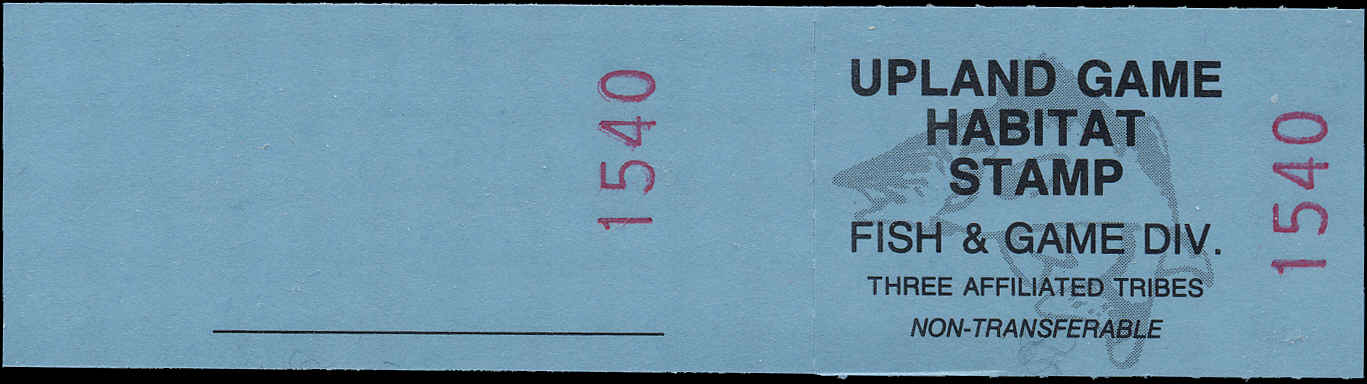 1540
UPLAND GAME
HABITAT
STAMP
FISH & GAME DIV.
THREE AFFILIATED TRIBES
NON-TRANSFERABLE
1540